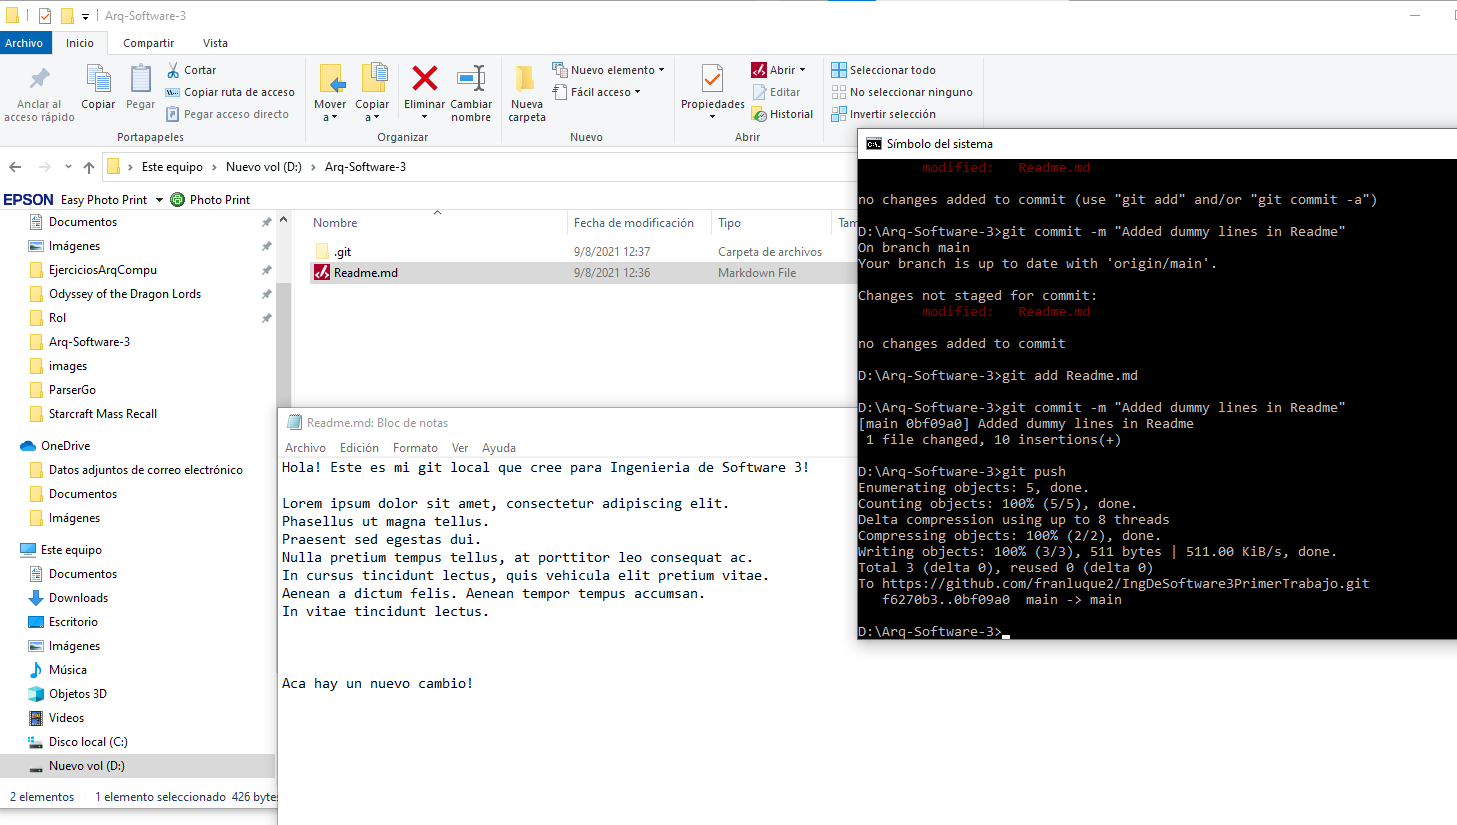 Arq-Software-3
Archivo Inicio Compartir Vista
Anclar al acceso rápido
Copiar
Pegar
Cortar
Copiar ruta de acceso
Pegar acceso directo
Portapapeles
Mover a
Copiar a
Eliminar
Cambiar nombre
Organizar
Nueva carpeta
Nuevo elemento
Fácil acceso
Nuevo
Propiedades
Abrir
Editar
Historial
Abrir
Seleccionar todo
No seleccionar ninguno
Invertir selección
Este equipo > Nuevo vol (D:) > Arq-Software-3
EPSON Easy Photo Print Photo Print
Documentos
Imágenes
EjerciciosArqCompu
Odyssey of the Dragon Lords
Rol
Arq-Software-3
images
ParserGo
Starcraft Mass Recall
OneDrive
Datos adjuntos de correo electrónico
Documentos
Imágenes
Este equipo
Documentos
Downloads
Escritorio
Imágenes
Música
Objetos 3D
Videos
Disco local (C:)
Nuevo vol (D:)
2 elementos 1 elemento seleccionado 426
Nombre Fecha de modificación Tipo
.git 9/8/2021 12:37 Carpeta de archivos
Readme.md 9/8/2021 12:36 Markdown File
Readme.md: Bloc de notas
Archivo Edición Formato Ver Ayuda
Hola! Este es mi git local que cree para Ingenieria de Software 3!
Lorem ipsum dolor sit amet, consectetur adipiscing elit.
Phasellus ut magna tellus.
Praesent sed egestas dui.
Nulla pretium tempus tellus, at porttitor leo consequat ac.
In cursus tincidunt lectus, quis vehicula elit pretium vitae.
Aenean a dictum felis. Aenean tempor tempus accumsan.
In vitae tincidunt lectus.
Aca hay un nuevo cambio!
Símbolo del sistema
modified: Readme.md
no changes added to commit (use "git add" and/or "git commit -a")
D:\Arq-Software-3>git commit -m "Added dummy lines in Readme"
On branch main
Your branch is up to date with 'origin/main'.
Changes not staged for commit:
modified: Readme.md
no changes added to commit
D:\Arq-Software-3>git add Readme.md
D:\Arq-Software-3>git commit -m "Added dummy lines in Readme"
[main 0bf09a0] Added dummy lines in Readme
1 file changed, 10 insertions(+)
D:\Arq-Software-3>git push
Enumerating objects: 5, done.
Counting objects: 100% (5/5), done.
Delta compression using up to 8 threads
Compressing objects: 100% (2/2), done.
Writing objects: 100% (3/3), 511 bytes | 511.00 KiB/s, done.
Total 3 (delta 0), reused 0 (delta 0)
To https://github.com/franluque2/IngDeSoftware3PrimerTrabajo.git
f6270b3..0bf09a0 main -> main
D:\Arq-Software-3>